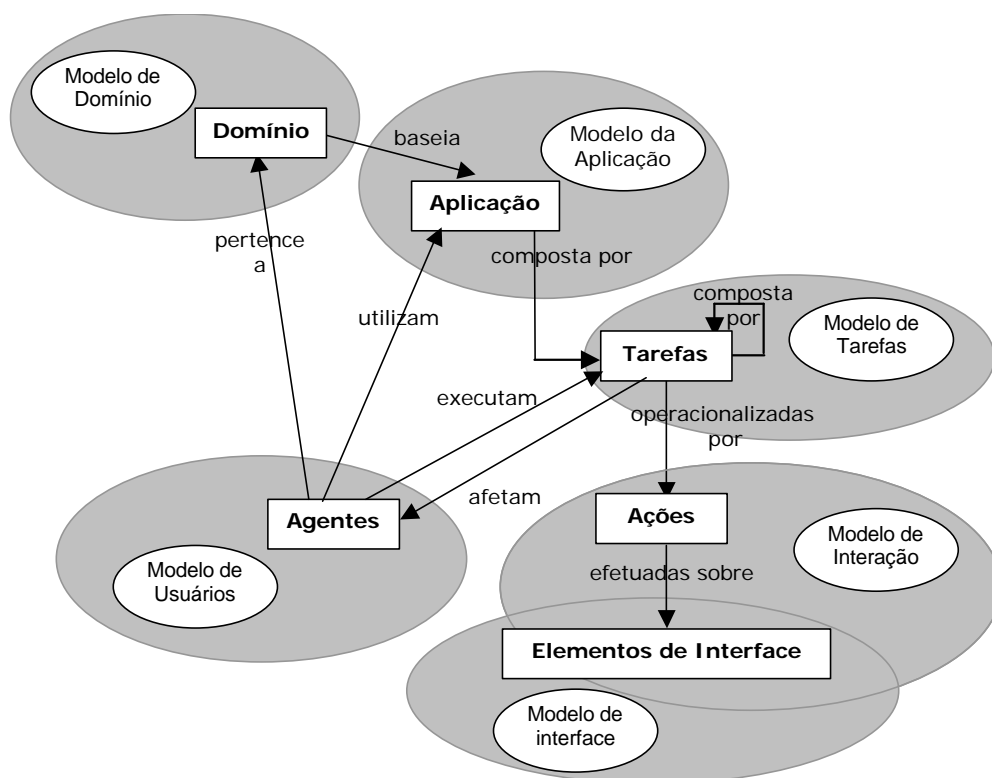 Modelo de
Domínio
Domínio
baseia
Modelo da
Aplicação
Aplicação
pertence
a
composta por
utilizam
composta
por
Modelo de
Tarefas
Tarefas
executam
operacionalizadas
por
afetam
Agentes
Ações
Modelo de
Interação
Modelo de
Usuários
efetuadas sobre
Elementos de Interface
Modelo de
interface